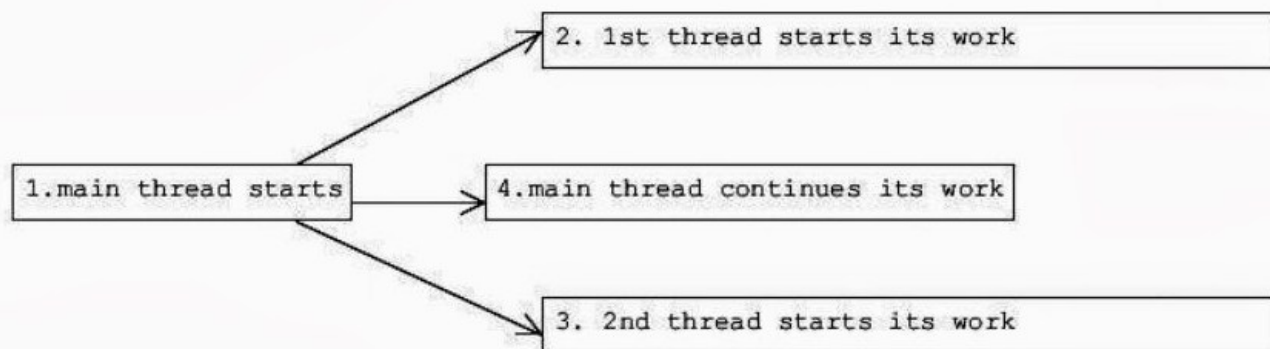 2. 1st thread starts its work
1.main thread starts
4.main thread continues its work
3. 2nd thread starts its work